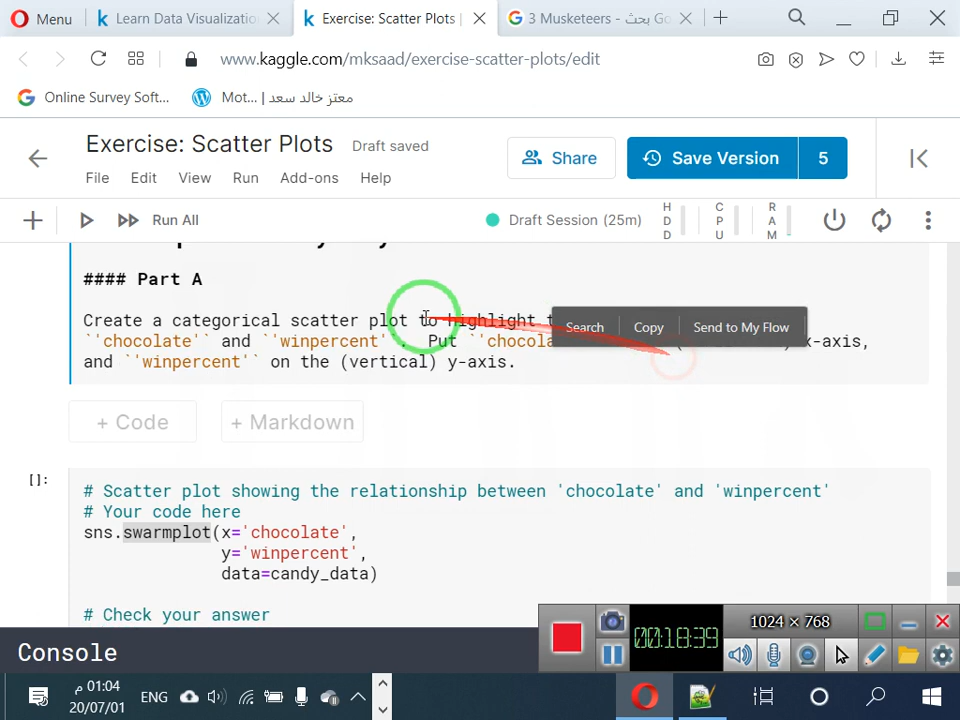 Menu
Learn Data Visualizatio
Exercise: Scatter Plots |
3 Musketeers - بحث Go
www.kaggle.com/mksaad/exercise-scatter-plots/edit
Online Survey Soft...
Mot... | معتز خالد سعد
Exercise: Scatter Plots
Draft saved
Share
Save Version
5
File
Edit
View
Run
Add-ons
Help
Run All
Draft Session (25m)
HDD
CPU
RAM
#### Part A
Create a categorical scatter plot to highlight
Search
Copy
Send to My Flow
`'chocolate'` and `'winpercent'`. Put `'chocola x-axis,
and `'winpercent'` on the (vertical) y-axis.
+ Code
+ Markdown
[]:
# Scatter plot showing the relationship between 'chocolate' and 'winpercent'
# Your code here
sns.swarmplot(x='chocolate',
y='winpercent',
data=candy_data)
# Check your answer
1024 × 768
00:18:39
Console
01:04 م
20/07/01
ENG